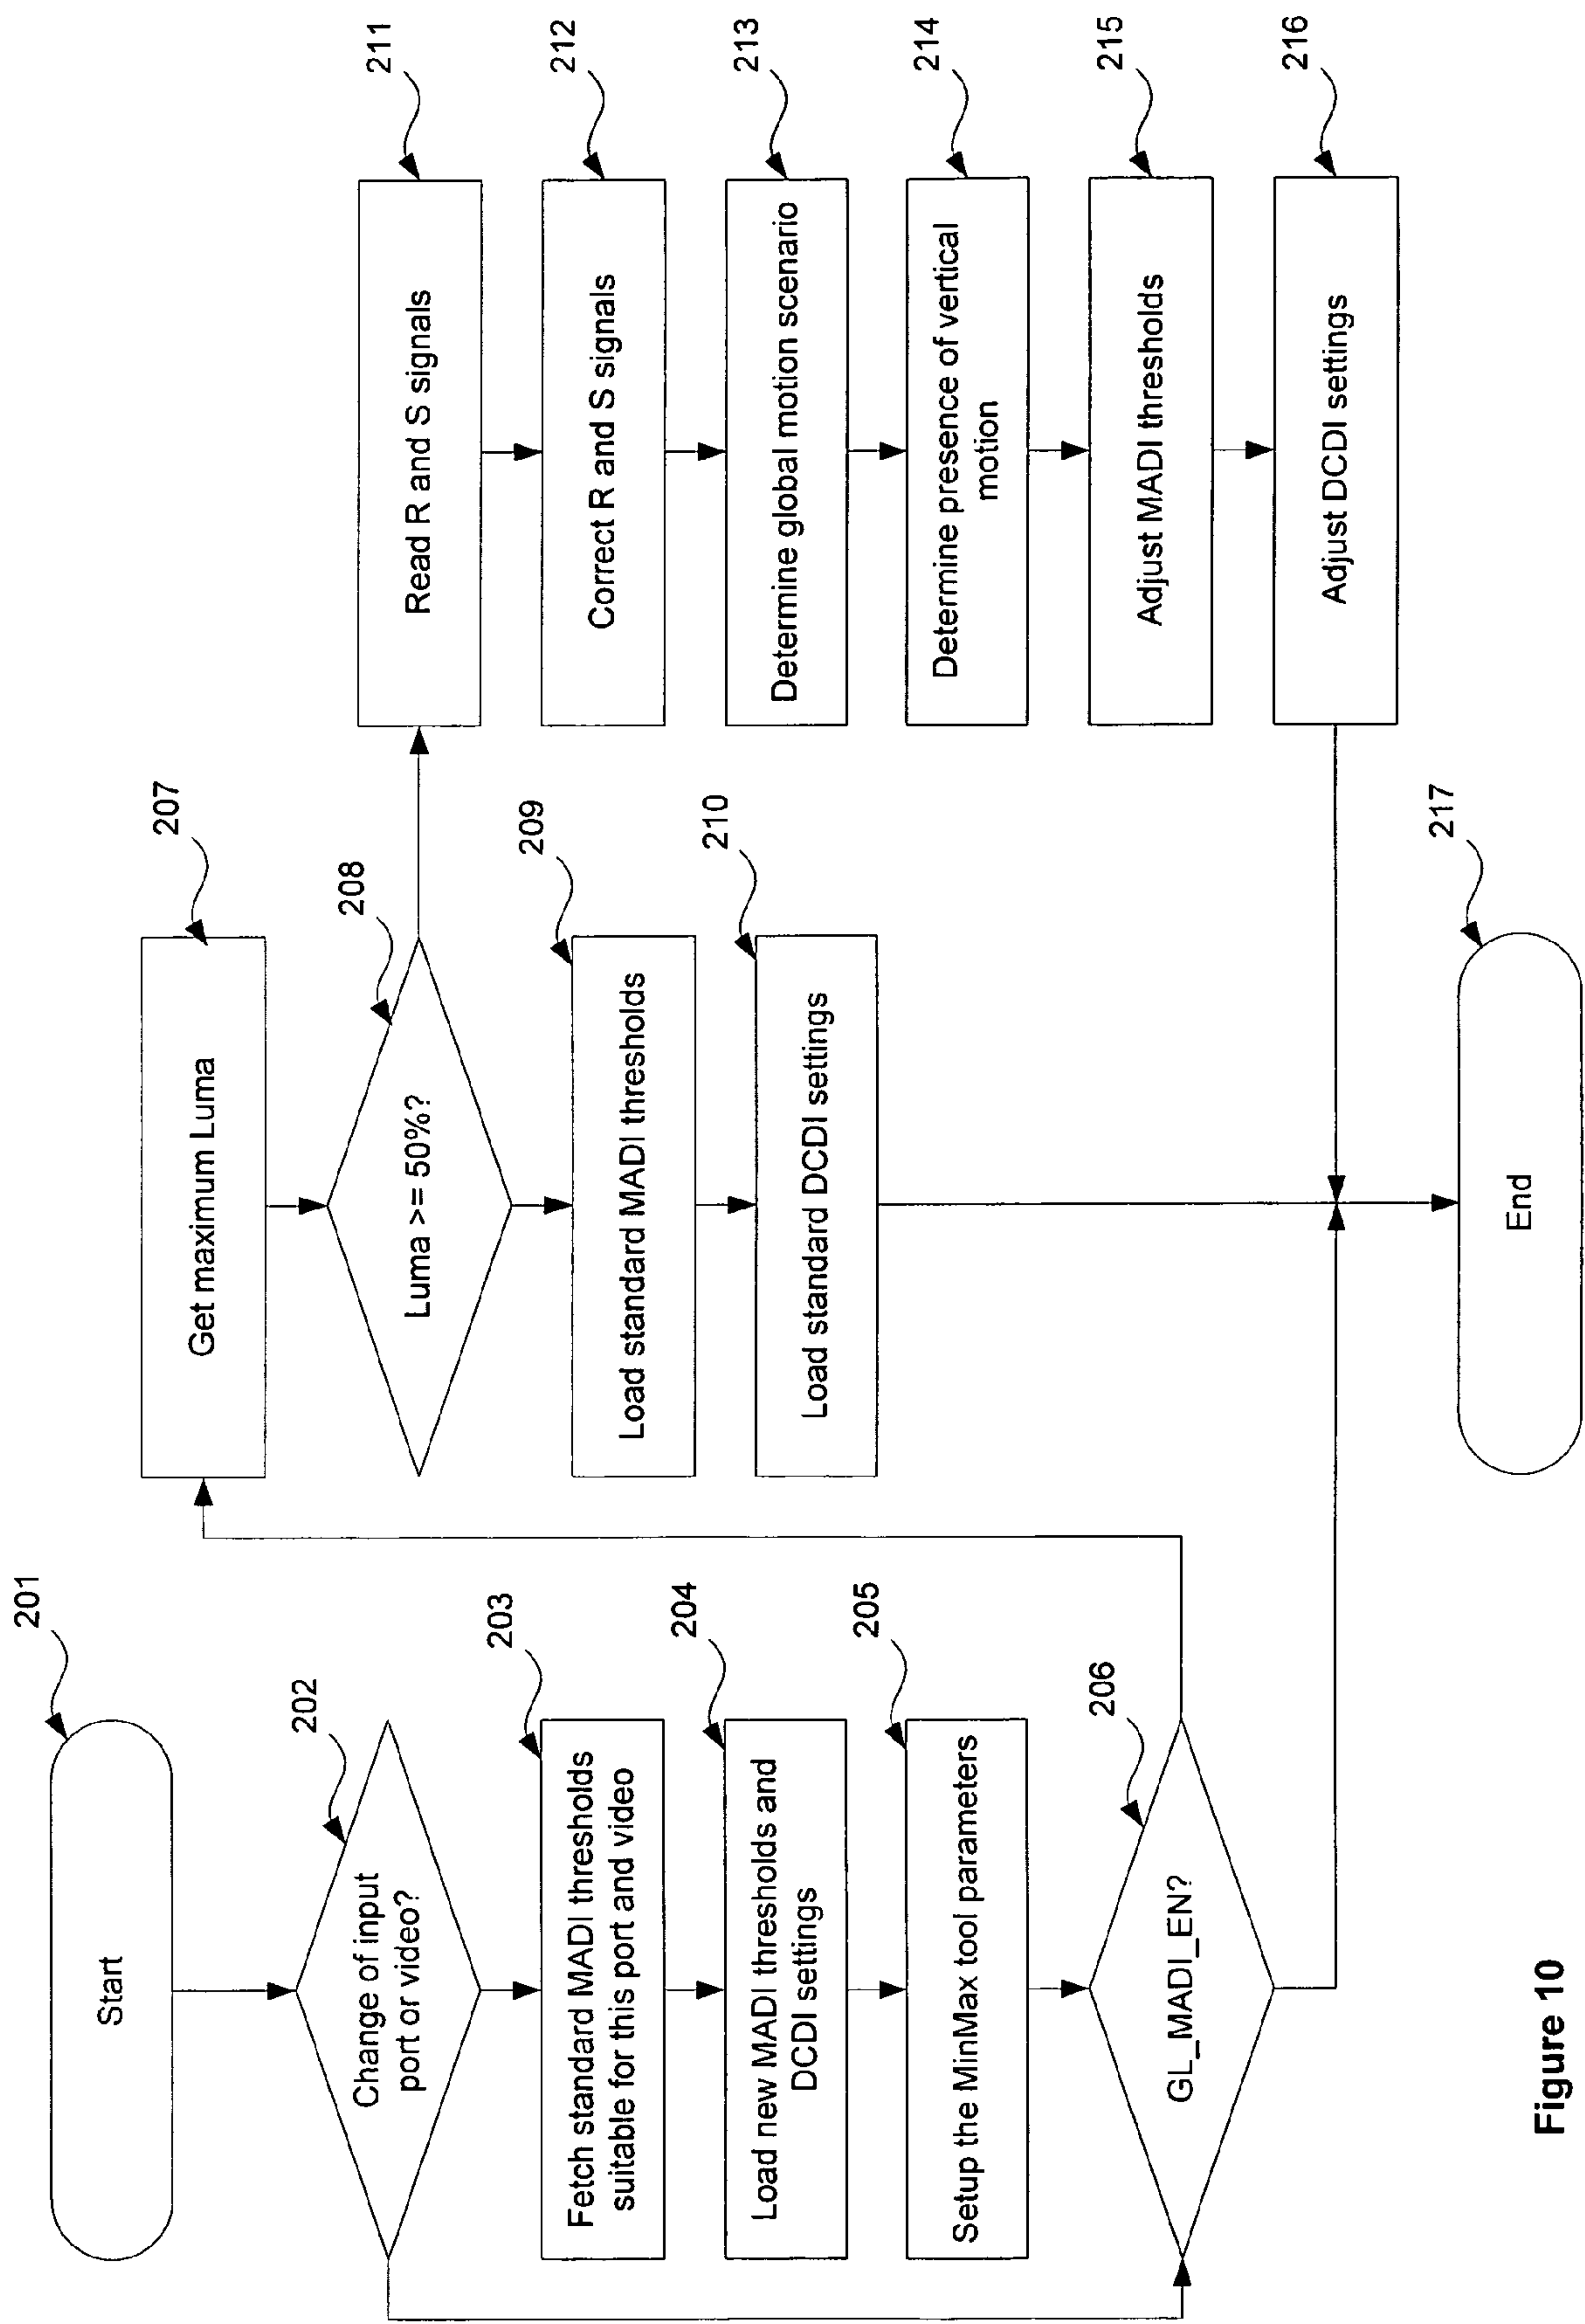 201
Start
202
Change of input
port or video?
203
Fetch standard MADI thresholds
suitable for this port and video
204
Load new MADI thresholds and
DCDI settings
205
Setup the MinMax tool parameters
206
GL_MADI_EN?
207
Get maximum Luma
208
Luma >= 50%?
209
Load standard MADI thresholds
210
Load standard DCDI settings
211
Read R and S signals
212
Correct R and S signals
213
Determine global motion scenario
214
Determine presence of vertical
motion
215
Adjust MADI thresholds
216
Adjust DCDI settings
217
End
Figure 10